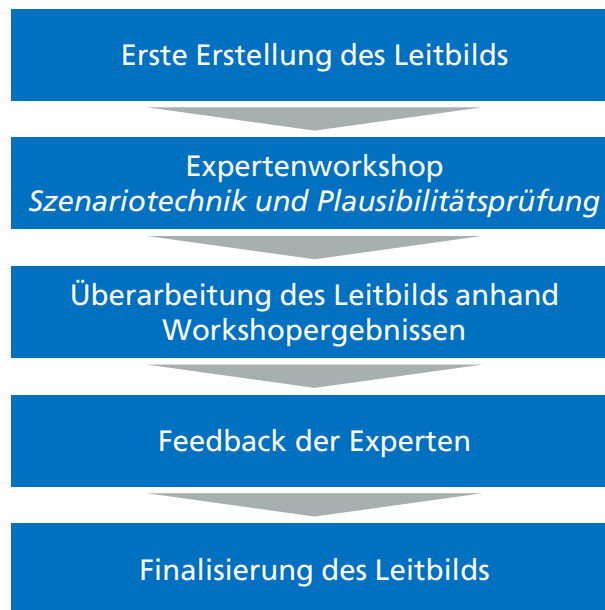 Erste Erstellung des Leitbilds
Expertenworkshop
Szenariotechnik und Plausibilitätsprüfung
Überarbeitung des Leitbilds anhand
Workshopergebnissen
Feedback der Experten
Finalisierung des Leitbilds